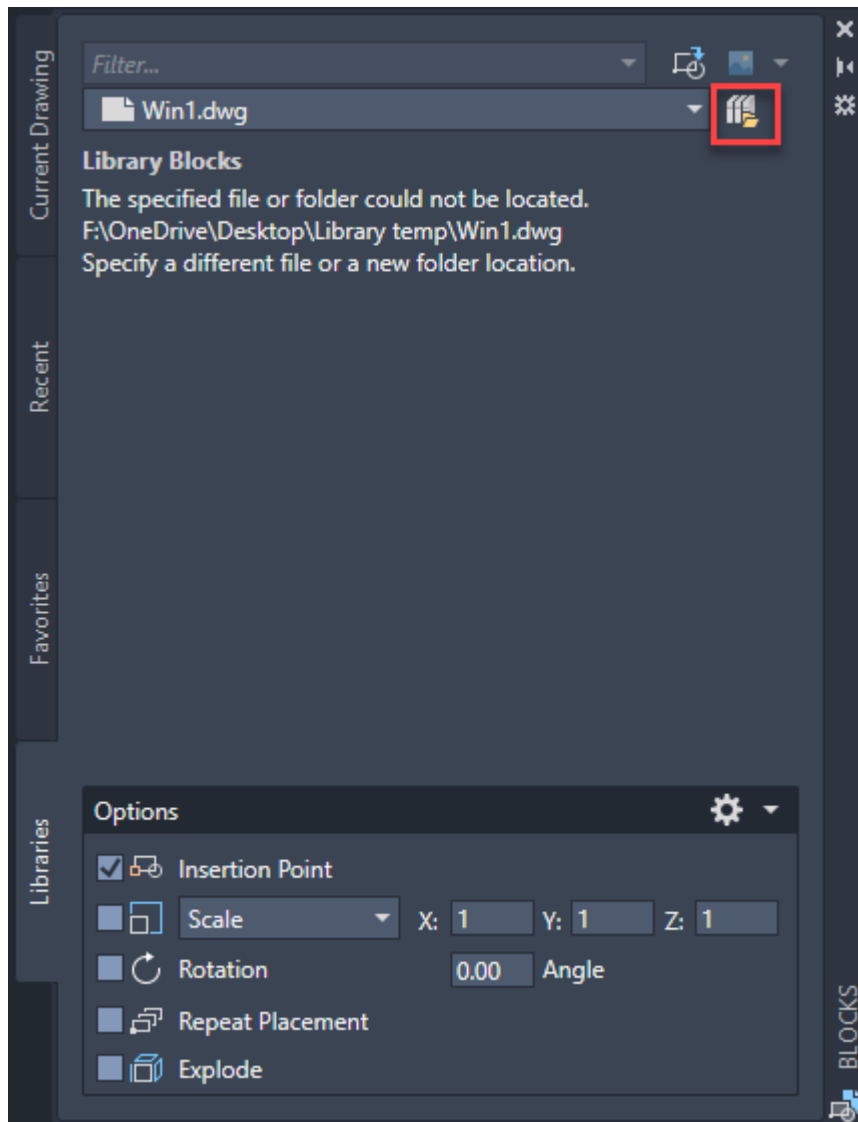 Current Drawing
Recent
Favorites
Libraries
Filter...
Win1.dwg
Library Blocks
The specified file or folder could not be located.
F:\OneDrive\Desktop\Library temp\Win1.dwg
Specify a different file or a new folder location.
Options
Insertion Point
Scale X: 1 Y: 1 Z: 1
Rotation 0.00 Angle
Repeat Placement
Explode
BLOCKS